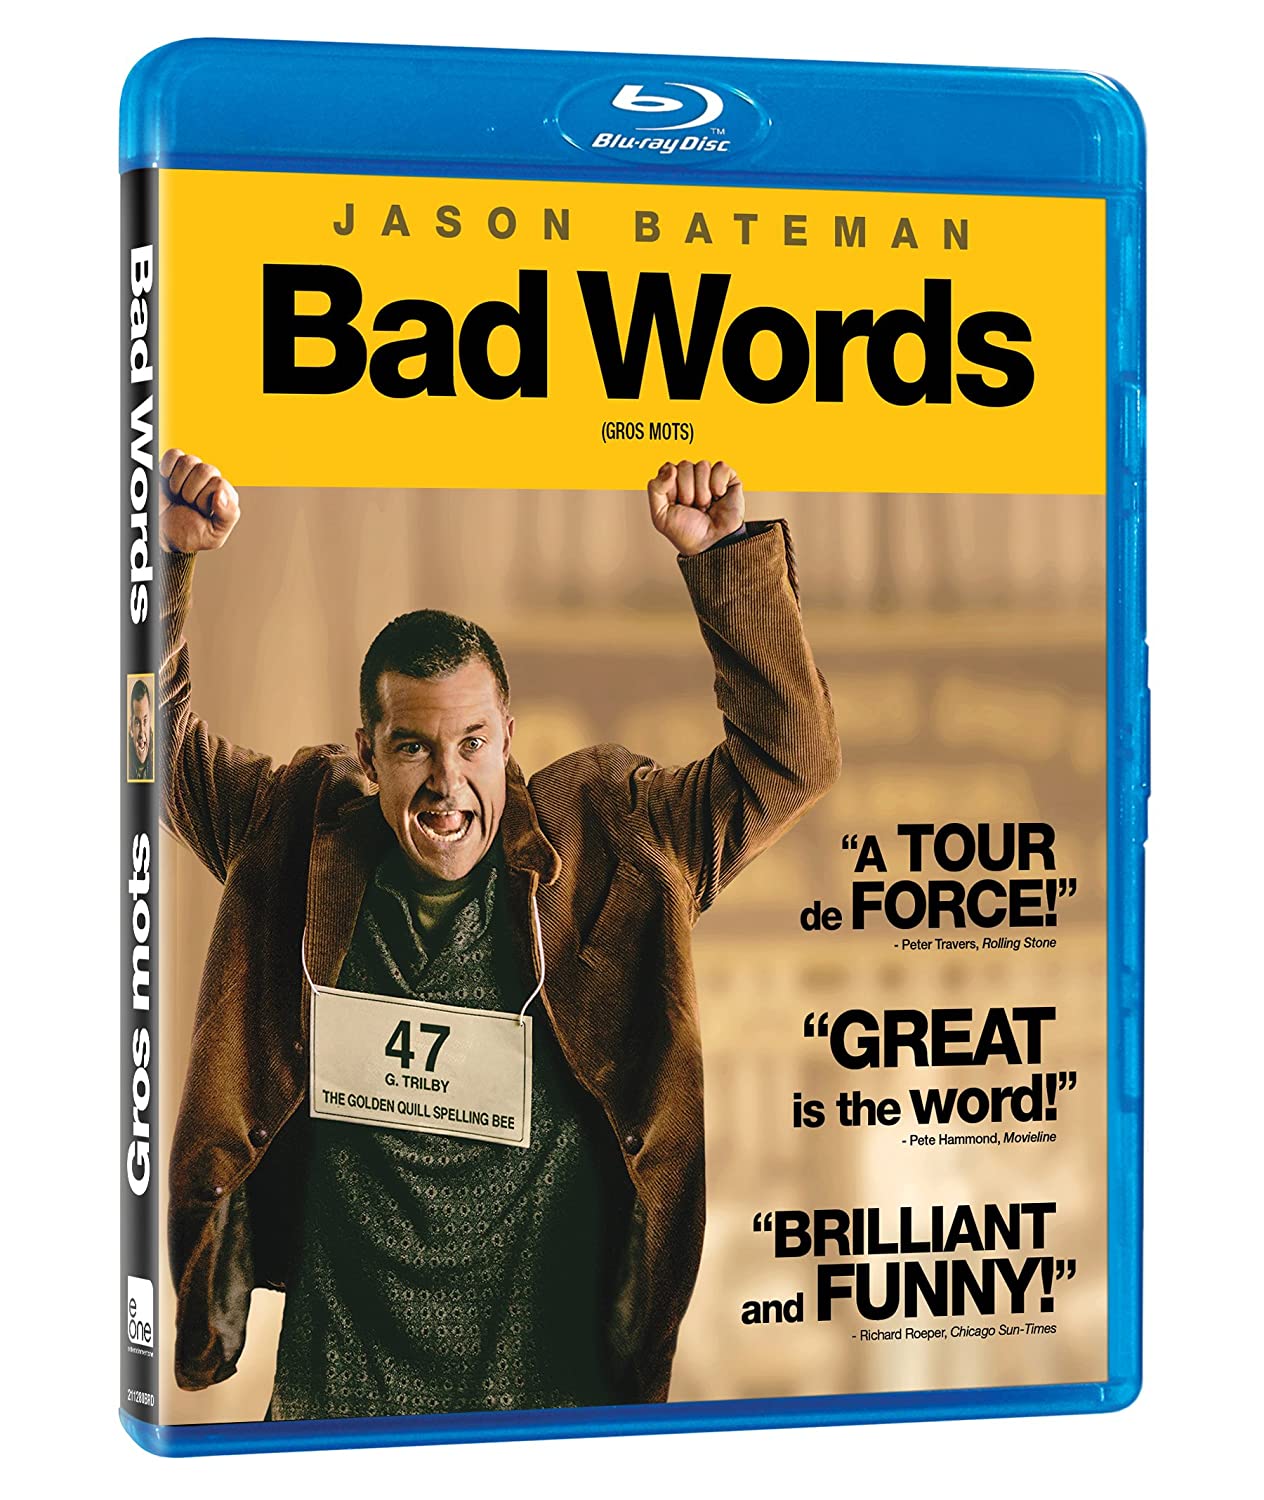 Blu-ray Disc™
JASON BATEMAN
Bad Words
(GROS MOTS)
“A TOUR
de FORCE!”
- Peter Travers, Rolling Stone
47
G. TRILBY
THE GOLDEN QUILL SPELLING BEE
“GREAT
is the word!”
- Pete Hammond, Movieline
“BRILLIANT
and FUNNY!”
- Richard Roeper, Chicago Sun-Times
Bad Words
Gros mots
e
one